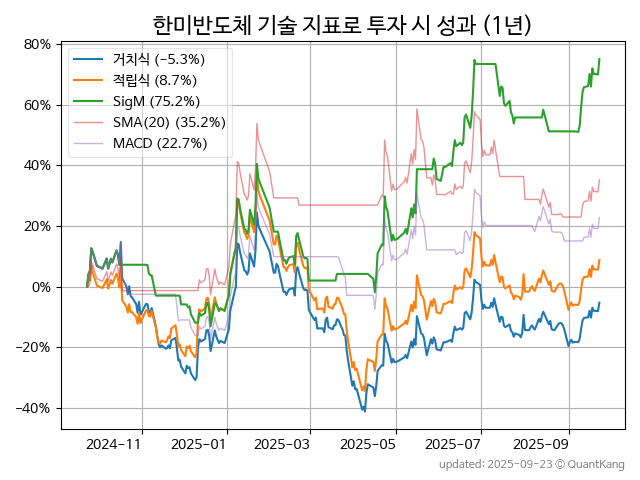 한미반도체 기술 지표로 투자 시 성과 (1년)
80%
60%
40%
20%
0%
−20%
−40%
거치식 (−5.3%)
적립식 (8.7%)
SigM (75.2%)
SMA(20) (35.2%)
MACD (22.7%)
2024-11
2025-01
2025-03
2025-05
2025-07
2025-09
updated: 2025-09-23 © QuantKang